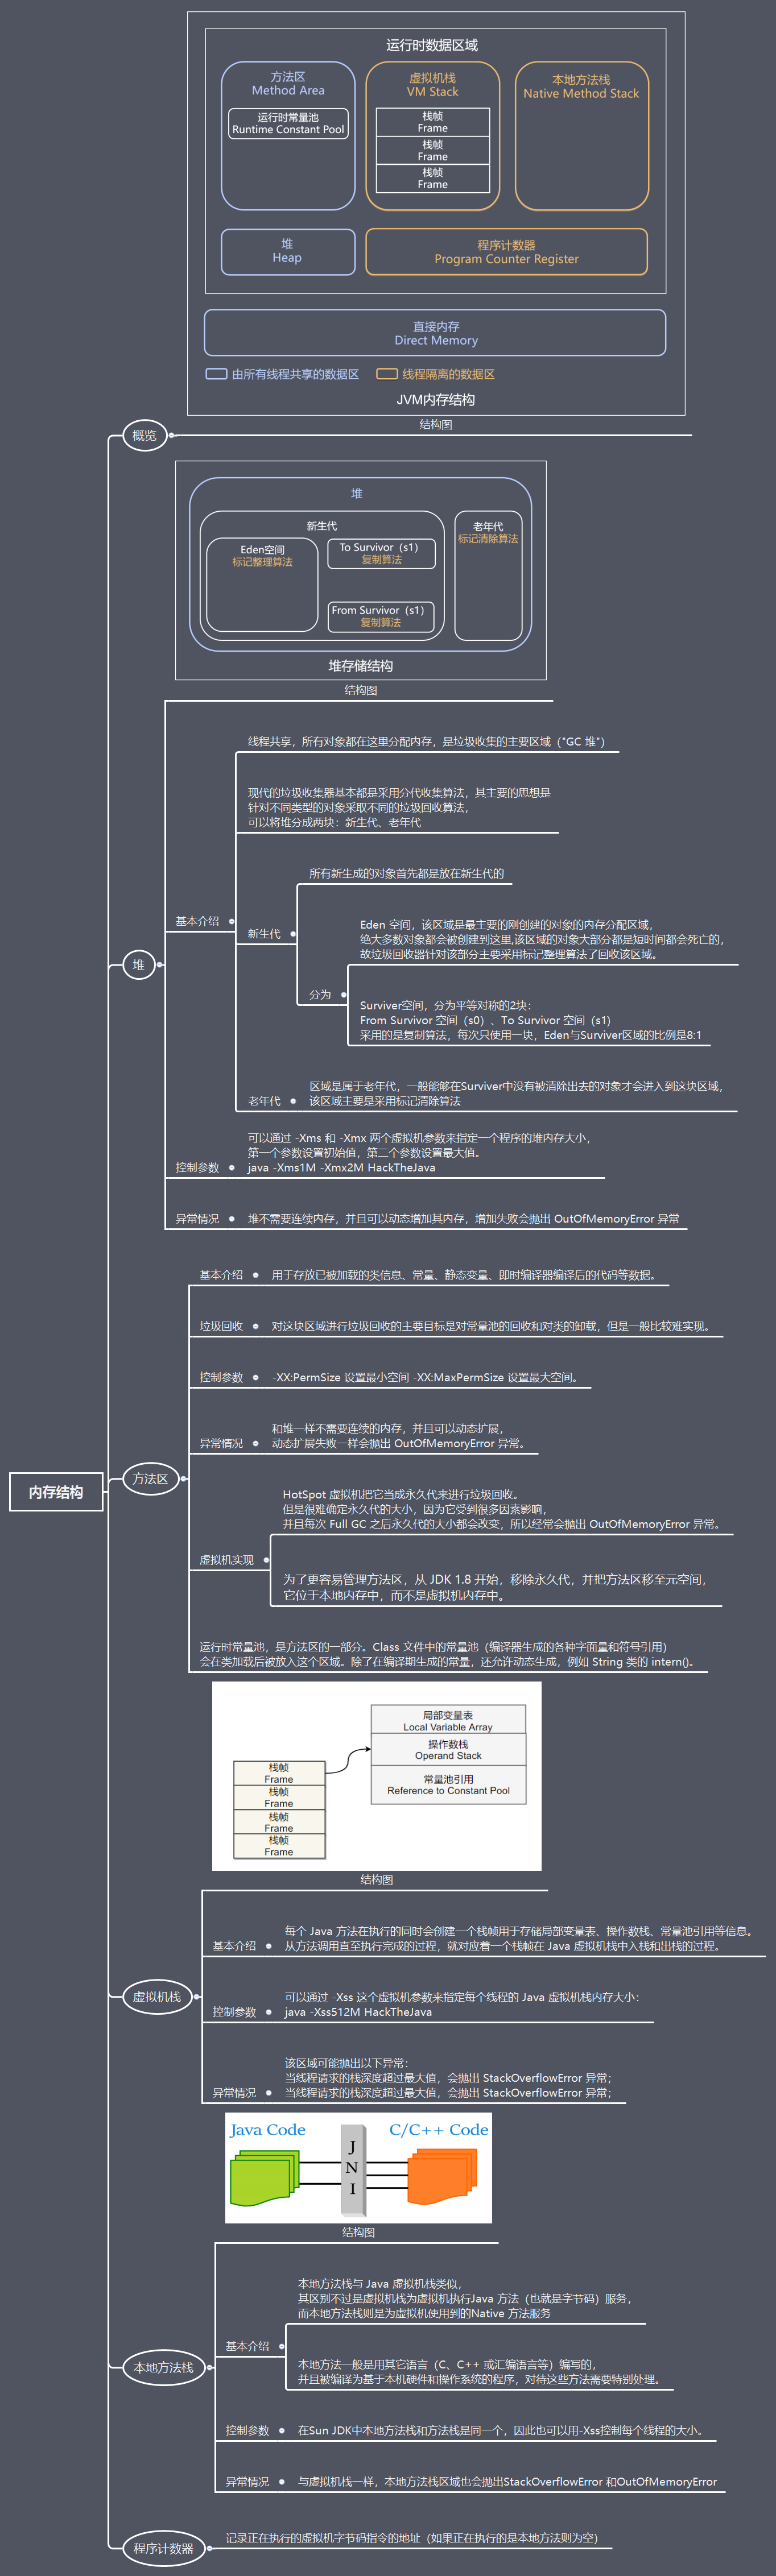 运行时数据区域
方法区
Method Area
运行时常量池
Runtime Constant Pool
虚拟机栈
VM Stack
栈帧
Frame
栈帧
Frame
栈帧
Frame
本地方法栈
Native Method Stack
堆
Heap
程序计数器
Program Counter Register
直接内存
Direct Memory
由所有线程共享的数据区
线程隔离的数据区
JVM内存结构
结构图
概览
堆
新生代
Eden空间
标记整理算法
To Survivor（s1）
复制算法
From Survivor（s1）
复制算法
老年代
标记清除算法
堆存储结构
结构图
线程共享，所有对象都在这里分配内存，是垃圾收集的主要区域（"GC 堆"）
现代的垃圾收集器基本都是采用分代收集算法，其主要的思想是
针对不同类型的对象采取不同的垃圾回收算法，
可以将堆分成两块：新生代、老年代
所有新生成的对象首先都是放在新生代的
基本介绍
新生代
Eden 空间，该区域是最主要的刚创建的对象的内存分配区域，
绝大多数对象都会被创建到这里,该区域的对象大部分都是短时间都会死亡的，
故垃圾回收器针对该部分主要采用标记整理算法了回收该区域。
堆
分为
Surviver空间，分为平等对称的2块：
From Survivor 空间（s0）、To Survivor 空间（s1)
采用的是复制算法，每次只使用一块，Eden与Surviver区域的比例是8:1
老年代
区域是属于老年代，一般能够在Surviver中没有被清除出去的对象才会进入到这块区域，
该区域主要是采用标记清除算法
控制参数
可以通过 -Xms 和 -Xmx 两个虚拟机参数来指定一个程序的堆内存大小，
第一个参数设置初始值，第二个参数设置最大值。
java -Xms1M -Xmx2M HackTheJava
异常情况
堆不需要连续内存，并且可以动态增加其内存，增加失败会抛出 OutOfMemoryError 异常
基本介绍
用于存放已被加载的类信息、常量、静态变量、即时编译器编译后的代码等数据。
垃圾回收
对这块区域进行垃圾回收的主要目标是对常量池的回收和对类的卸载，但是一般比较难实现。
控制参数
-XX:PermSize 设置最小空间 -XX:MaxPermSize 设置最大空间。
异常情况
和堆一样不需要连续的内存，并且可以动态扩展，
动态扩展失败一样会抛出 OutOfMemoryError 异常。
方法区
内存结构
HotSpot 虚拟机把它当成永久代来进行垃圾回收。
但是很难确定永久代的大小，因为它受到很多因素影响，
并且每次 Full GC 之后永久代的大小都会改变，所以经常会抛出 OutOfMemoryError 异常。
虚拟机实现
为了更容易管理方法区，从 JDK 1.8 开始，移除永久代，并把方法区移至元空间，
它位于本地内存中，而不是虚拟机内存中。
运行时常量池，是方法区的一部分。Class 文件中的常量池（编译器生成的各种字面量和符号引用）
会在类加载后被放入这个区域。除了在编译期生成的常量，还允许动态生成，例如 String 类的 intern()。
局部变量表
Local Variable Array
操作数栈
Operand Stack
常量池引用
Reference to Constant Pool
栈帧
Frame
栈帧
Frame
栈帧
Frame
栈帧
Frame
结构图
基本介绍
每个 Java 方法在执行的同时会创建一个栈帧用于存储局部变量表、操作数栈、常量池引用等信息。
从方法调用直至执行完成的过程，就对应着一个栈帧在 Java 虚拟机栈中入栈和出栈的过程。
虚拟机栈
控制参数
可以通过 -Xss 这个虚拟机参数来指定每个线程的 Java 虚拟机栈内存大小：
java -Xss512M HackTheJava
异常情况
该区域可能抛出以下异常：
当线程请求的栈深度超过最大值，会抛出 StackOverflowError 异常；
当线程请求的栈深度超过最大值，会抛出 StackOverflowError 异常；
Java Code
J
N
I
C/C++ Code
结构图
本地方法栈与 Java 虚拟机栈类似，
其区别不过是虚拟机栈为虚拟机执行Java 方法（也就是字节码）服务，
而本地方法栈则是为虚拟机使用到的Native 方法服务
基本介绍
本地方法一般是用其它语言（C、C++ 或汇编语言等）编写的，
并且被编译为基于本机硬件和操作系统的程序，对待这些方法需要特别处理。
本地方法栈
控制参数
在Sun JDK中本地方法栈和方法栈是同一个，因此也可以用-Xss控制每个线程的大小。
异常情况
与虚拟机栈一样，本地方法栈区域也会抛出StackOverflowError 和OutOfMemoryError
程序计数器
记录正在执行的虚拟机字节码指令的地址（如果正在执行的是本地方法则为空）